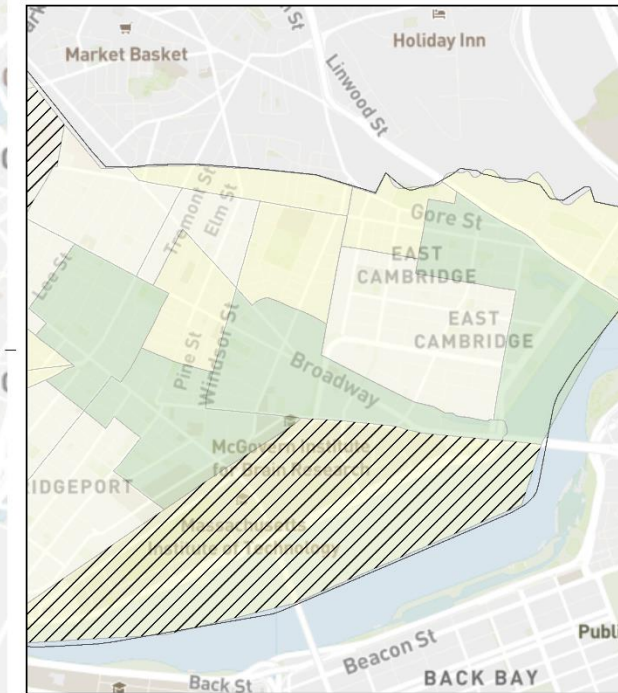 Market Basket
Holiday Inn
Linwood St
Tremont St
Elm St
Gore St
EAST
CAMBRIDGE
Lee St
EAST
CAMBRIDGE
Pine St
Windsor St
Broadway
McGovern Institute
for Brain Research
IDGEPORT
Massachusetts
Institute of Technology
Beacon St
Publi
Back St
BACK BAY